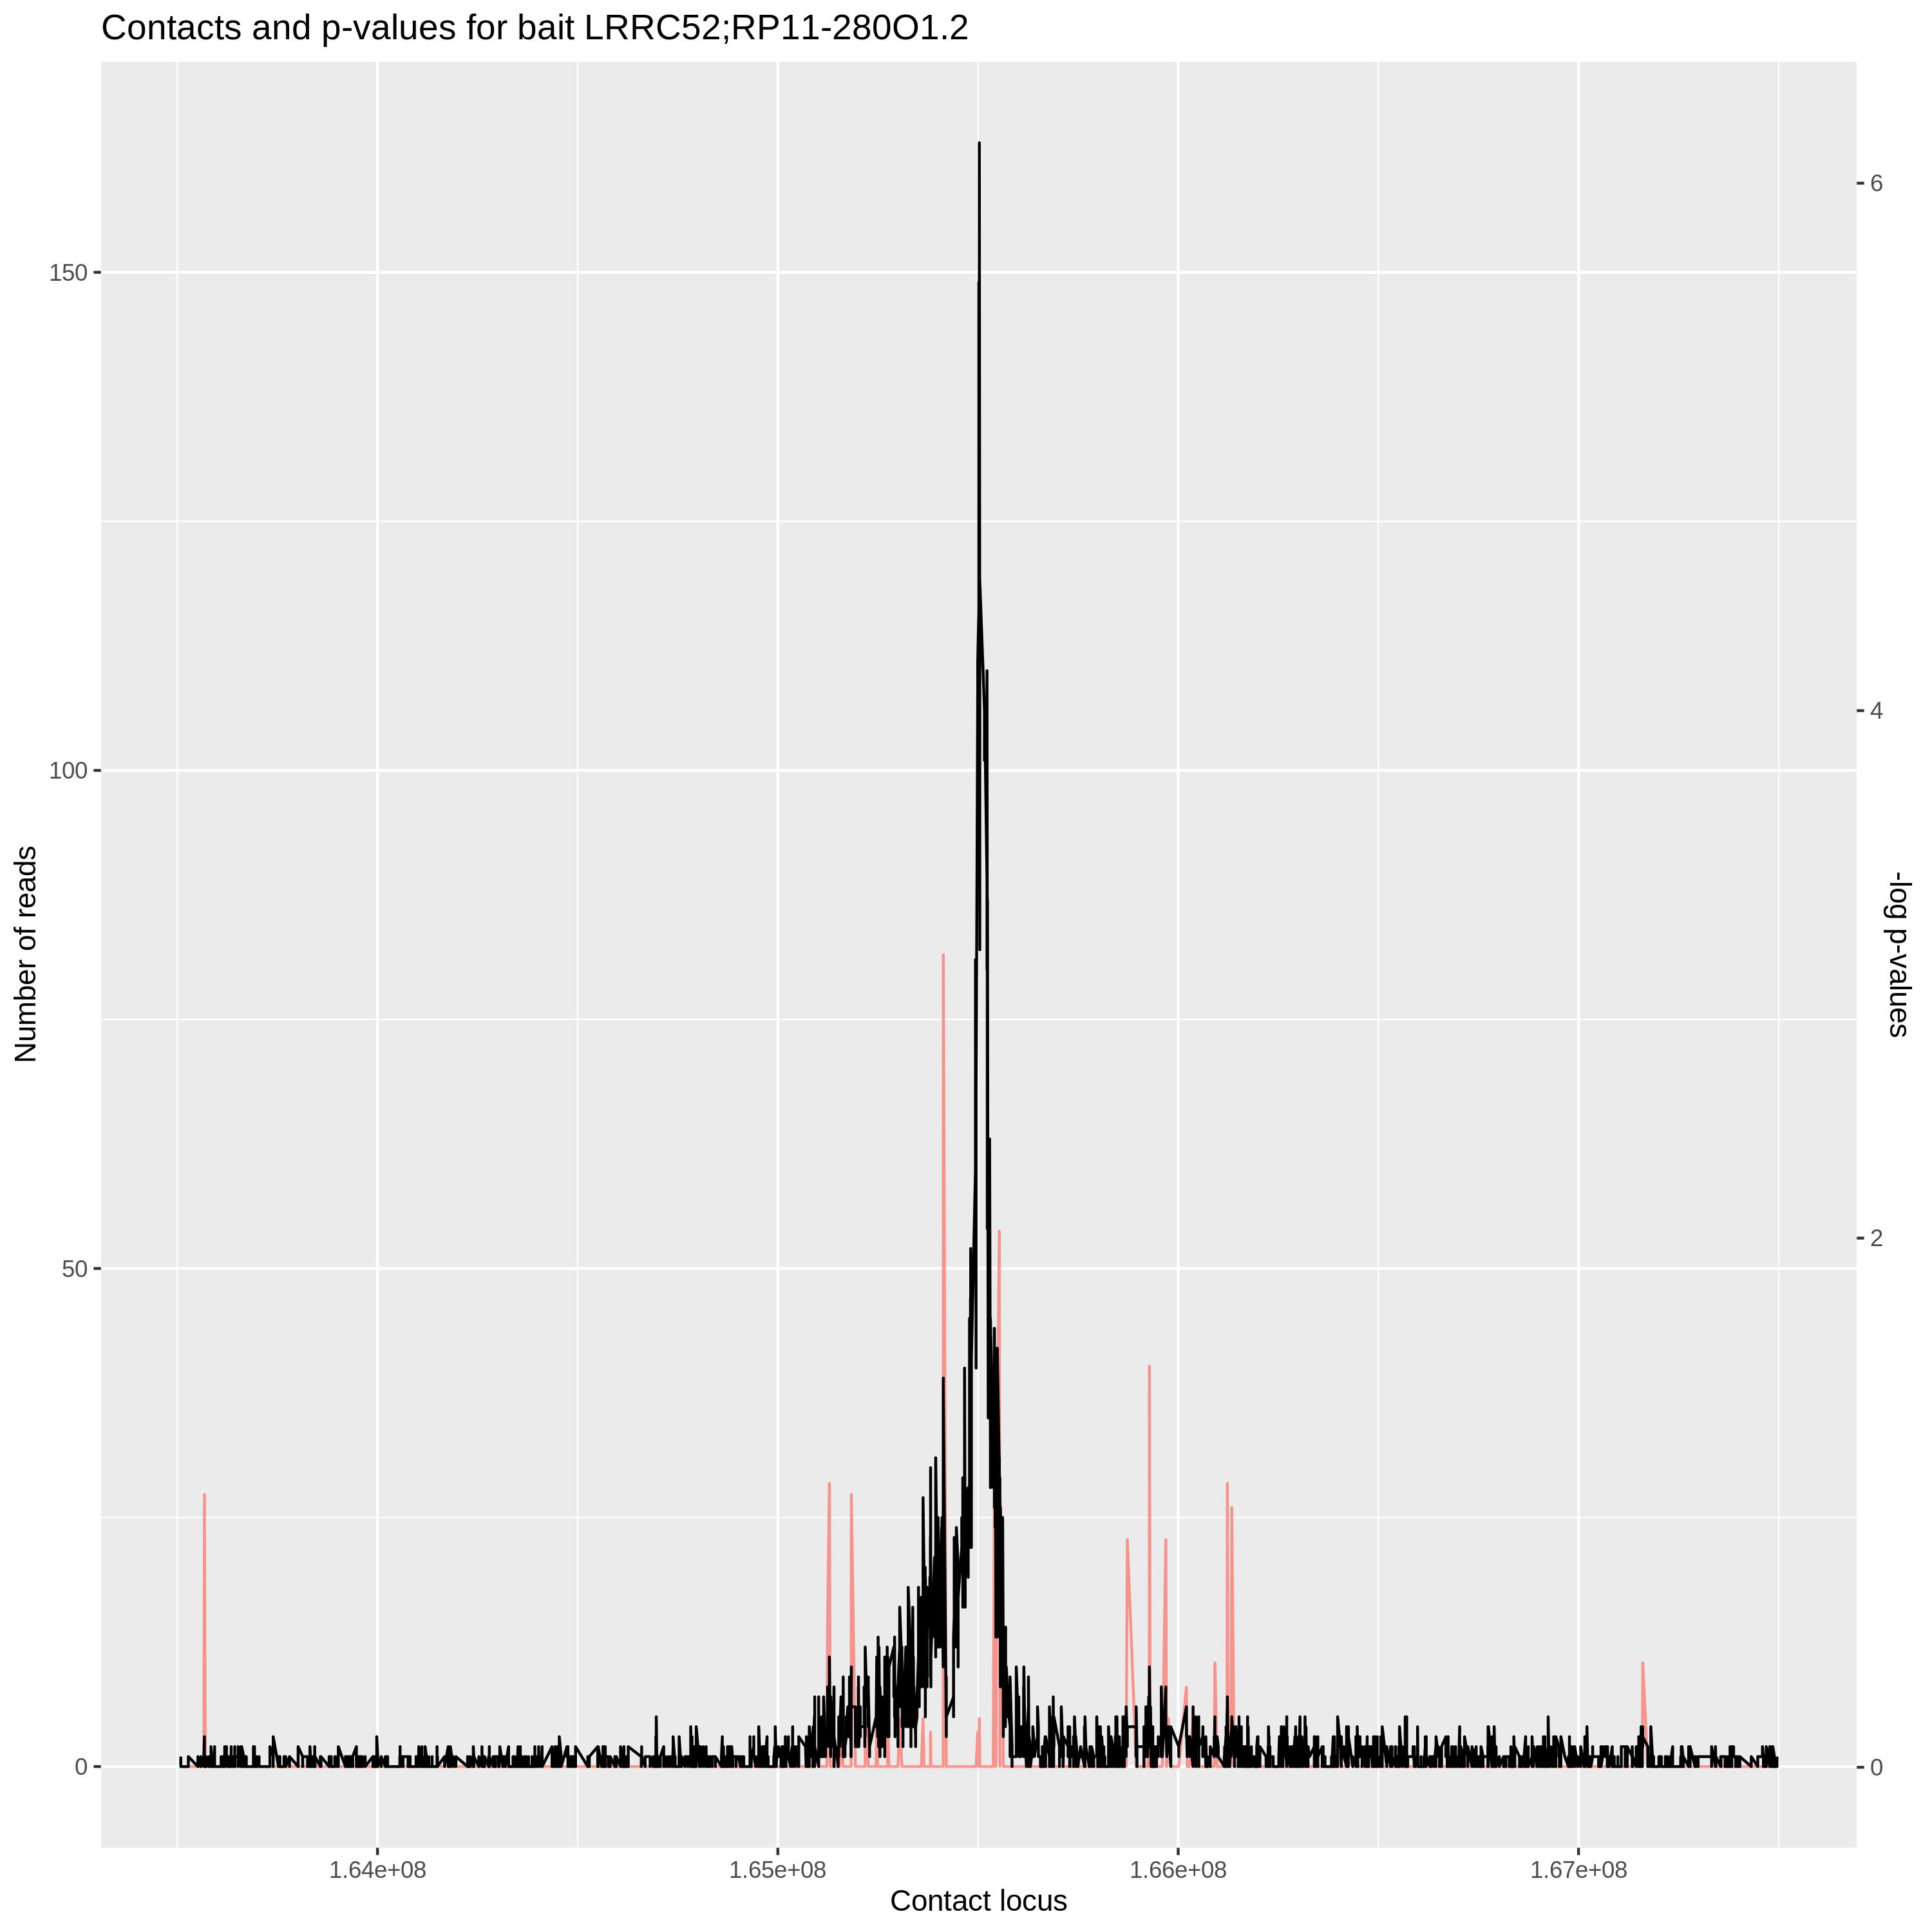 Contacts and p-values for bait LRRC52;RP11-280O1.2
150
100
50
0
6
4
2
0
Number of reads
-log p-values
1.64e+08
1.65e+08
1.66e+08
1.67e+08
Contact locus